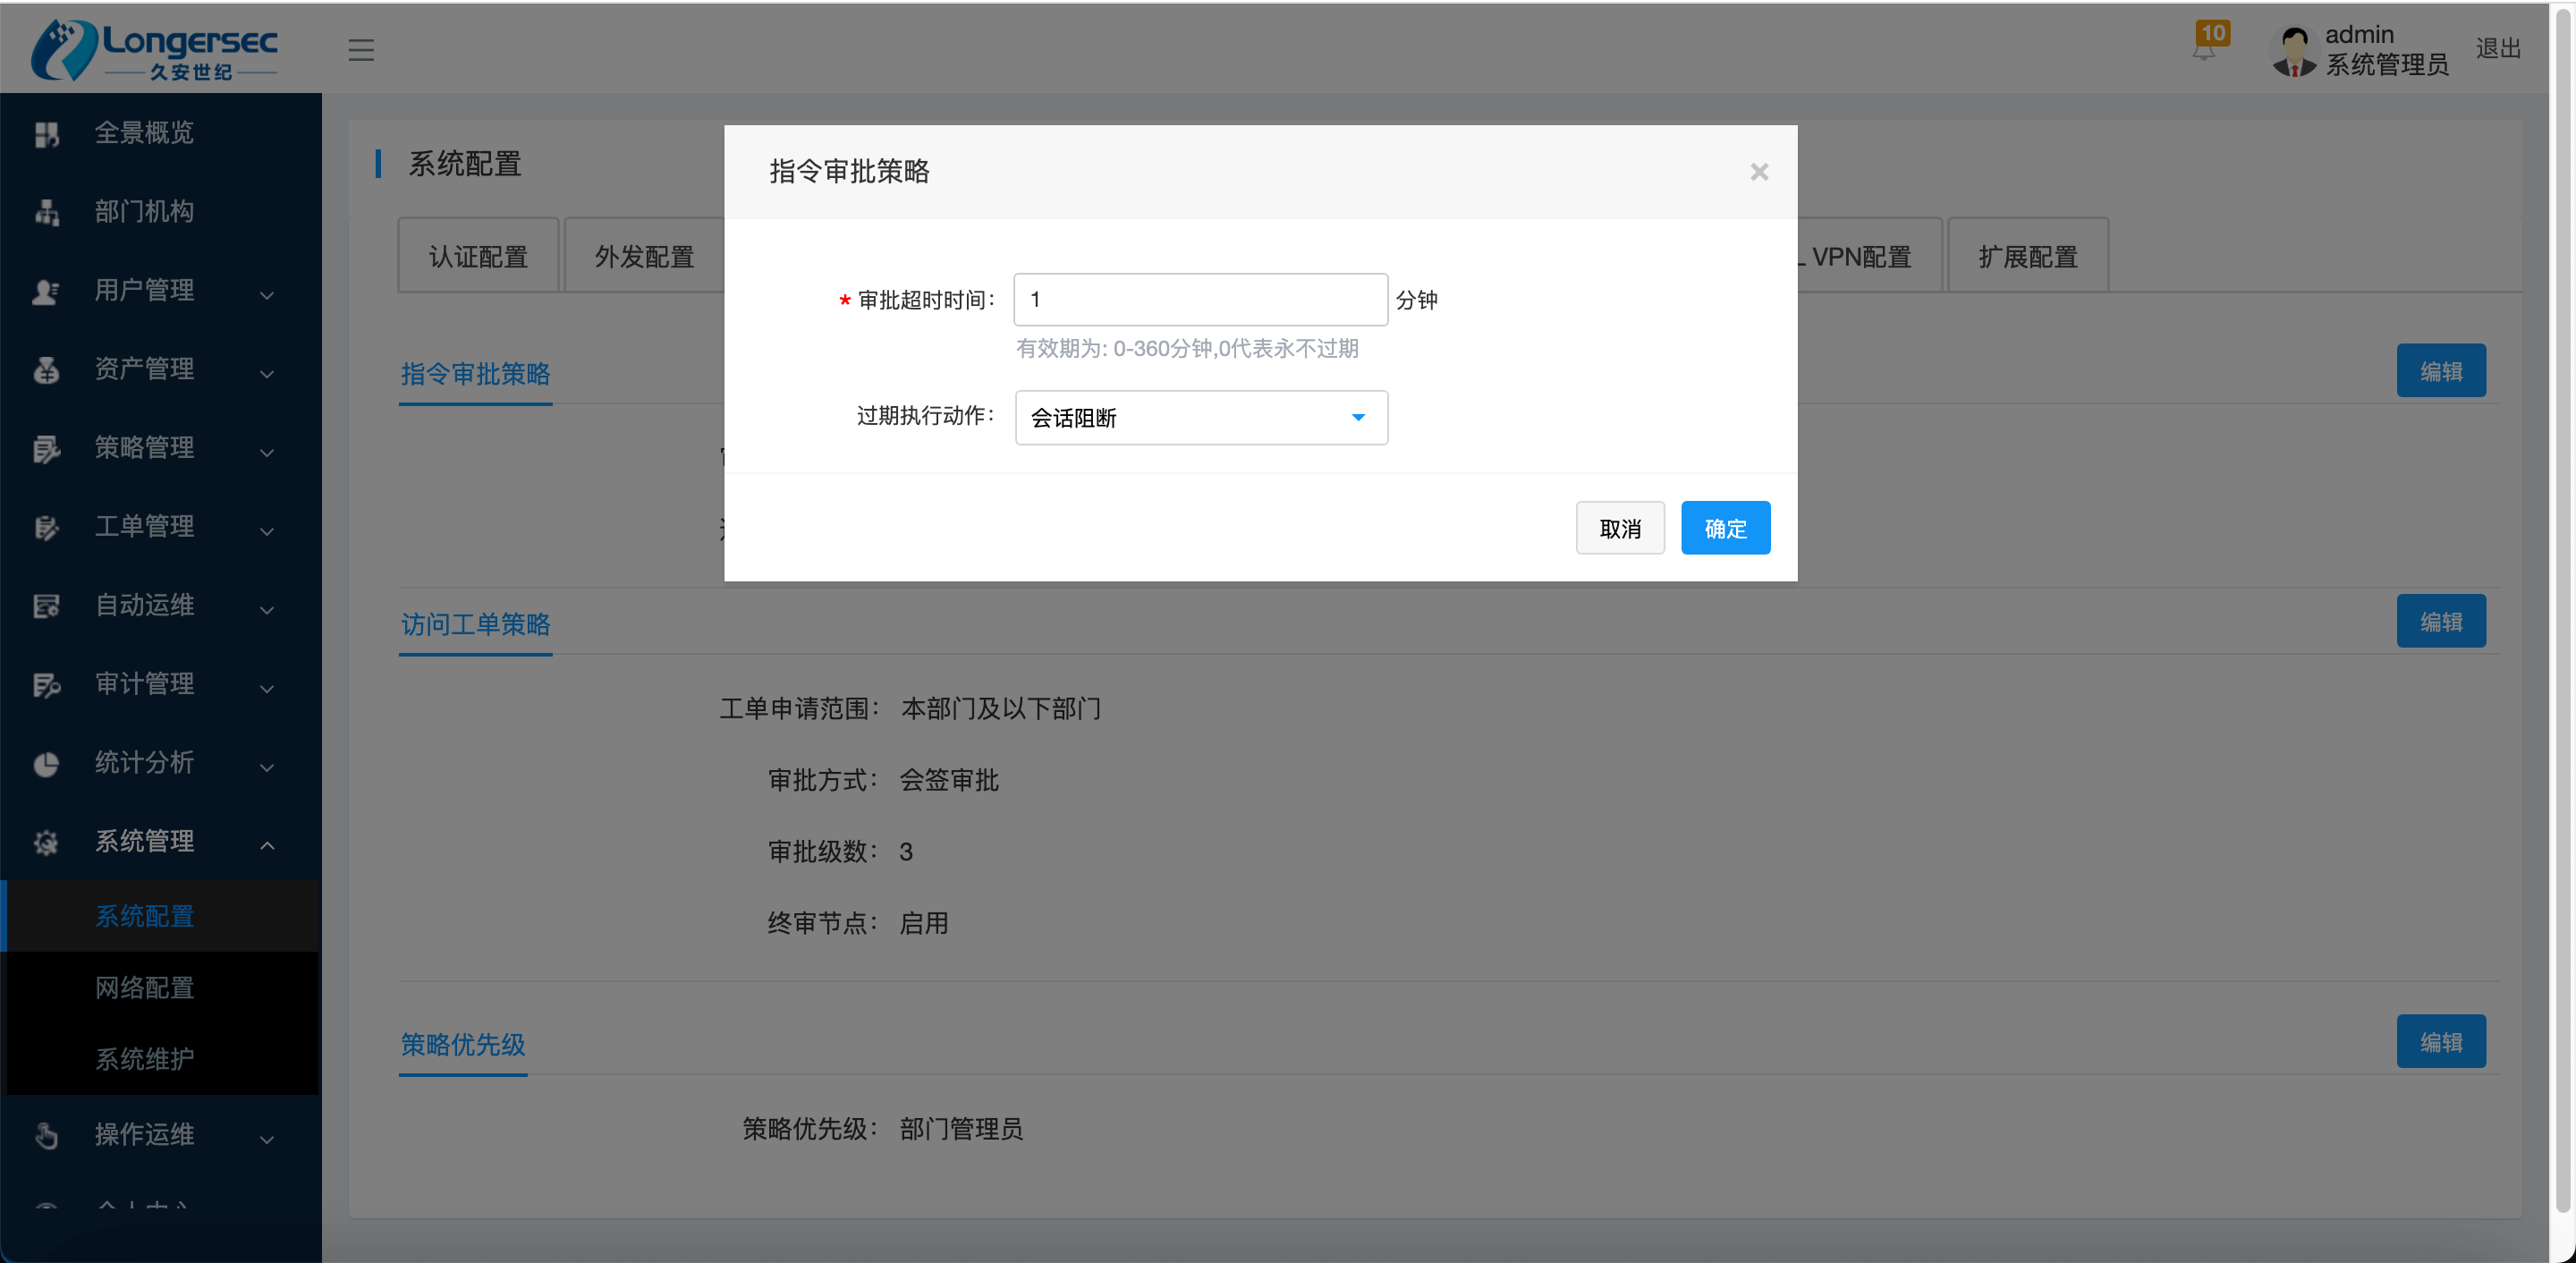 Longersec
久安世纪
10
admin
系统管理员
退出
全景概览
部门机构
用户管理
资产管理
策略管理
工单管理
自动运维
审计管理
统计分析
系统管理
系统配置
网络配置
系统维护
操作运维
个人中心
系统配置
认证配置
外发配置
VPN配置
扩展配置
指令审批策略
编辑
指令审批策略
* 审批超时时间： 1 分钟
有效期为: 0-360分钟,0代表永不过期
过期执行动作： 会话阻断
取消 确定
访问工单策略
编辑
工单申请范围： 本部门及以下部门
审批方式： 会签审批
审批级数： 3
终审节点： 启用
策略优先级
编辑
策略优先级： 部门管理员